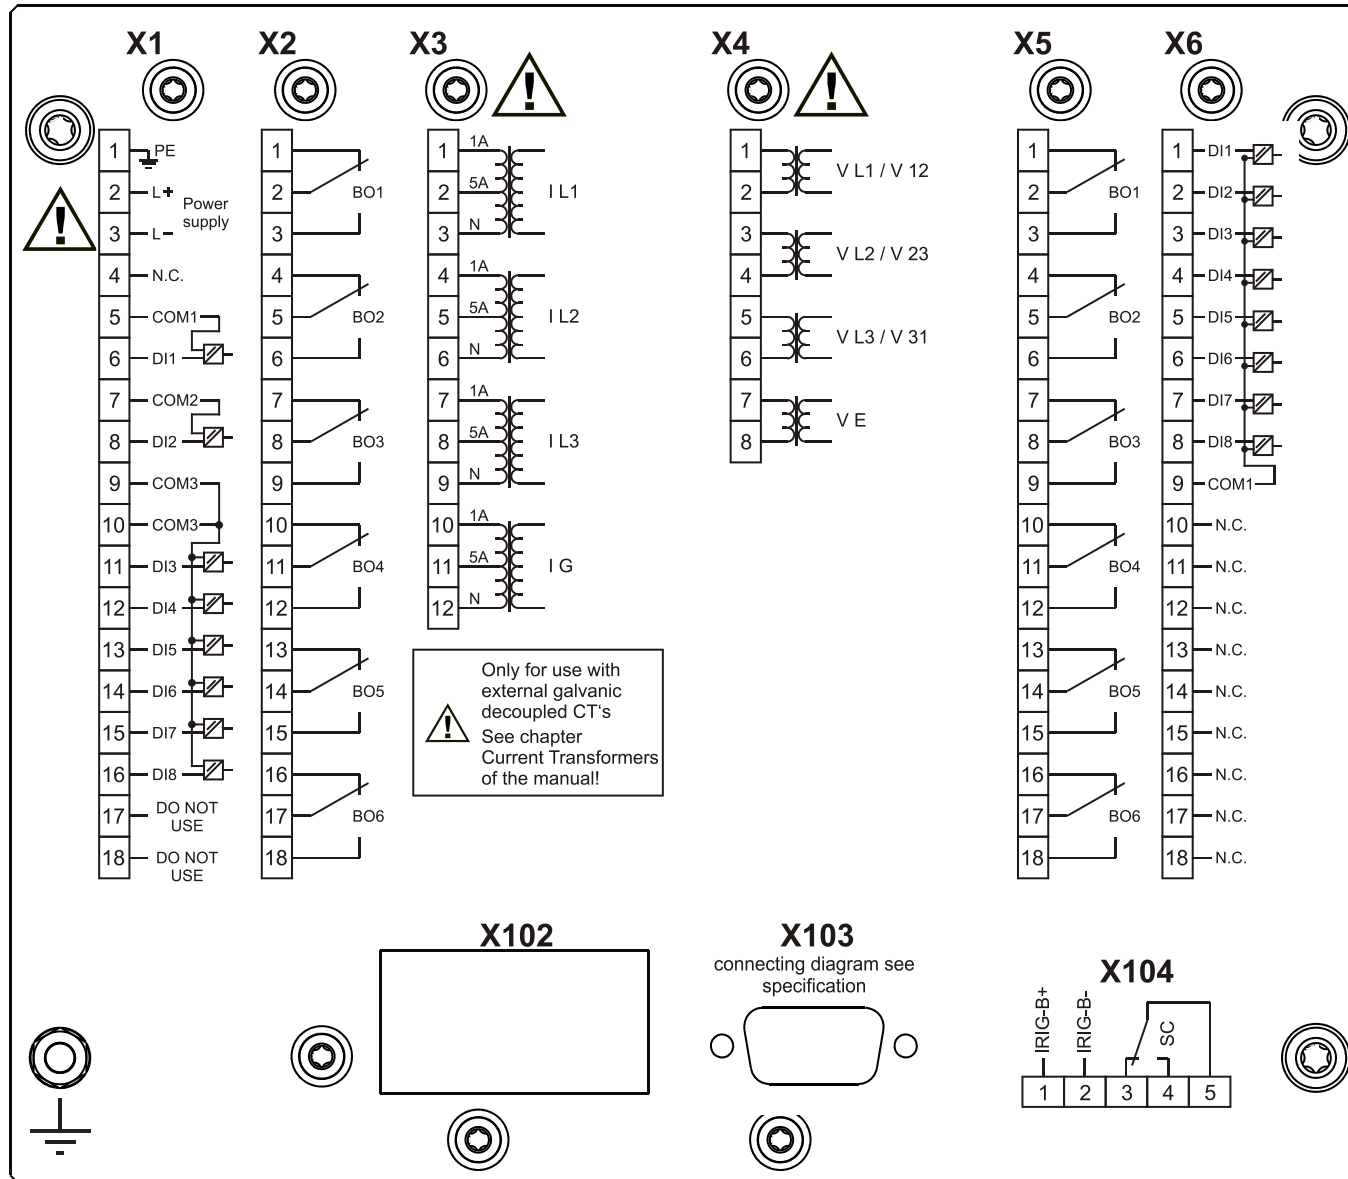 X1
X2
X3
X4
X5
X6
1 PE
2 L+
Power
supply
3 L-
4 N.C.
5 COM1
6 DI1
7 COM2
8 DI2
9 COM3
10 COM3
11 DI3
12 DI4
13 DI5
14 DI6
15 DI7
16 DI8
17 DO NOT
USE
18 DO NOT
USE
1
2 BO1
3
4
5 BO2
6
7
8 BO3
9
10
11 BO4
12
13
14 BO5
15
16
17 BO6
18
1 1A
2 5A I L1
3 N
4 1A
5 5A I L2
6 N
7 1A
8 5A I L3
9 N
10 1A
11 5A I G
12 N
Only for use with
external galvanic
decoupled CT‘s
See chapter
Current Transformers
of the manual!
1
V L1 / V 12
2
3
V L2 / V 23
4
5
V L3 / V 31
6
7
V E
8
1
2 BO1
3
4
5 BO2
6
7
8 BO3
9
10
11 BO4
12
13
14 BO5
15
16
17 BO6
18
1 DI1
2 DI2
3 DI3
4 DI4
5 DI5
6 DI6
7 DI7
8 DI8
9 COM1
10 N.C.
11 N.C.
12 N.C.
13 N.C.
14 N.C.
15 N.C.
16 N.C.
17 N.C.
18 N.C.
X102
X103
connecting diagram see
specification
X104
IRIG-B+
IRIG-B-
SC
1 2 3 4 5